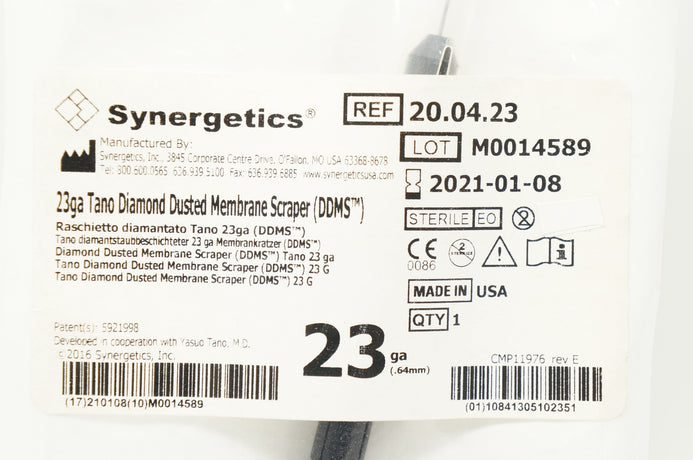 Synergetics®
REF 20.04.23
LOT M0014589
2021-01-08
Manufactured By:
Synergetics, Inc., 3845 Corporate Centre Drive, O'Fallon, MO USA 63368-8678
Tel: 800.600.0565 636.939.5100 Fax: 636.939.6885 www.synergeticsusa.com
STERILE EO
2
23ga Tano Diamond Dusted Membrane Scraper (DDMS™)
Raschietto diamantato Tano 23ga (DDMS™)
Tano diamantstaubbeschichteter 23 ga Membrankratzer (DDMS™)
Diamond Dusted Membrane Scraper (DDMS™) Tano 23 ga
Tano Diamond Dusted Membrane Scraper (DDMS™) 23 G
Tano Diamond Dusted Membrane Scraper (DDMS™) 23 G
CE
0086
2
STERILIZE
!
i
MADE IN USA
QTY 1
Patent(s): 5921998
Developed in cooperation with Yasuo Tano, M.D.
©2016 Synergetics, Inc.
23 ga
(.64mm)
CMP11976 rev E
(17)210108(10)M0014589
(01)10841305102351